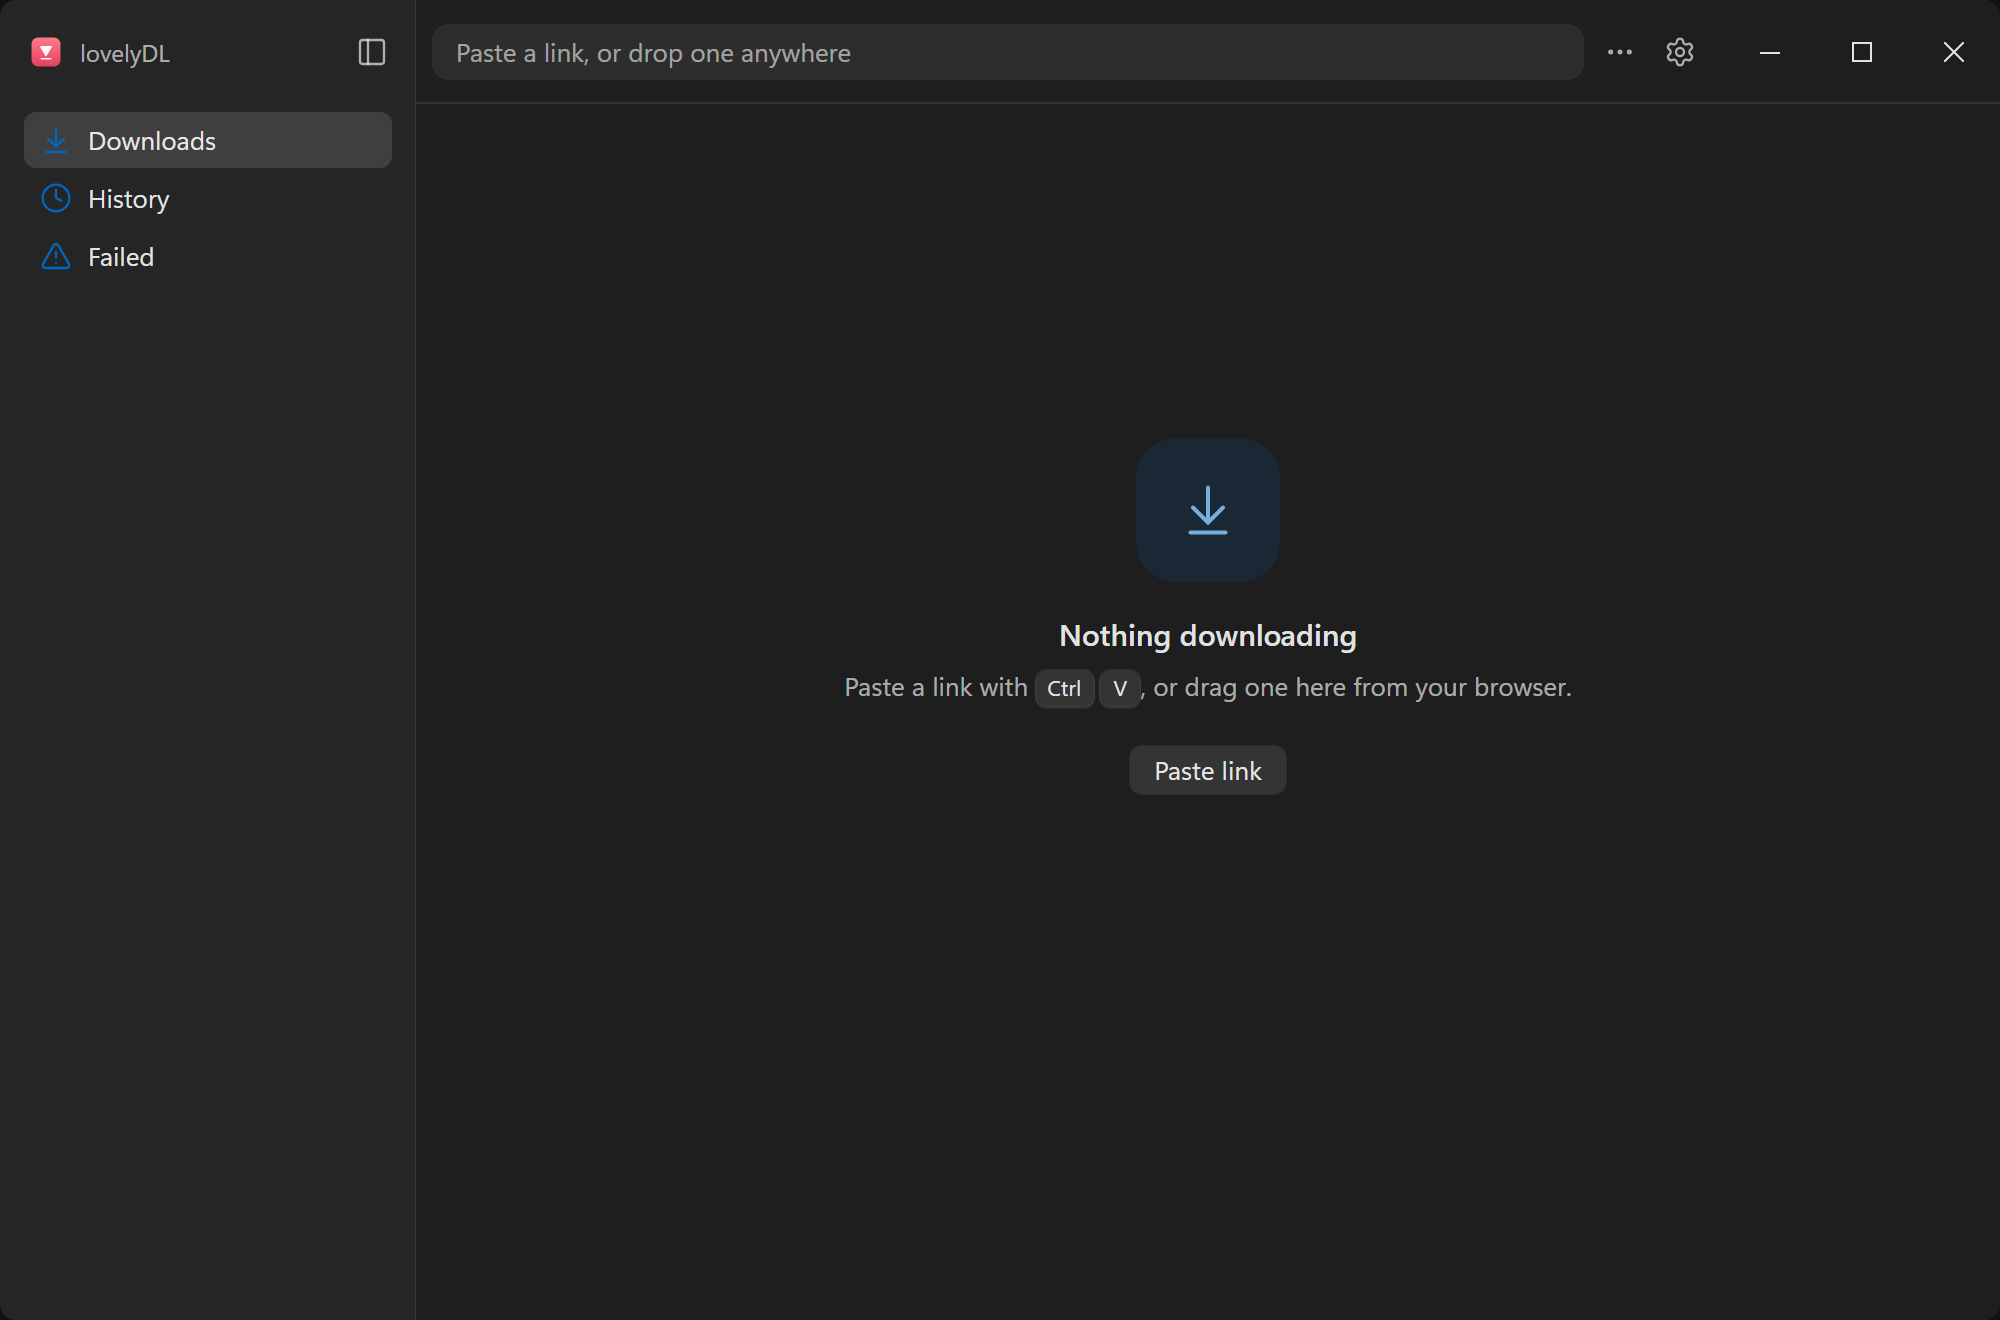 lovelyDL
Paste a link, or drop one anywhere
Downloads
History
Failed
Nothing downloading
Paste a link with Ctrl V, or drag one here from your browser.
Paste link